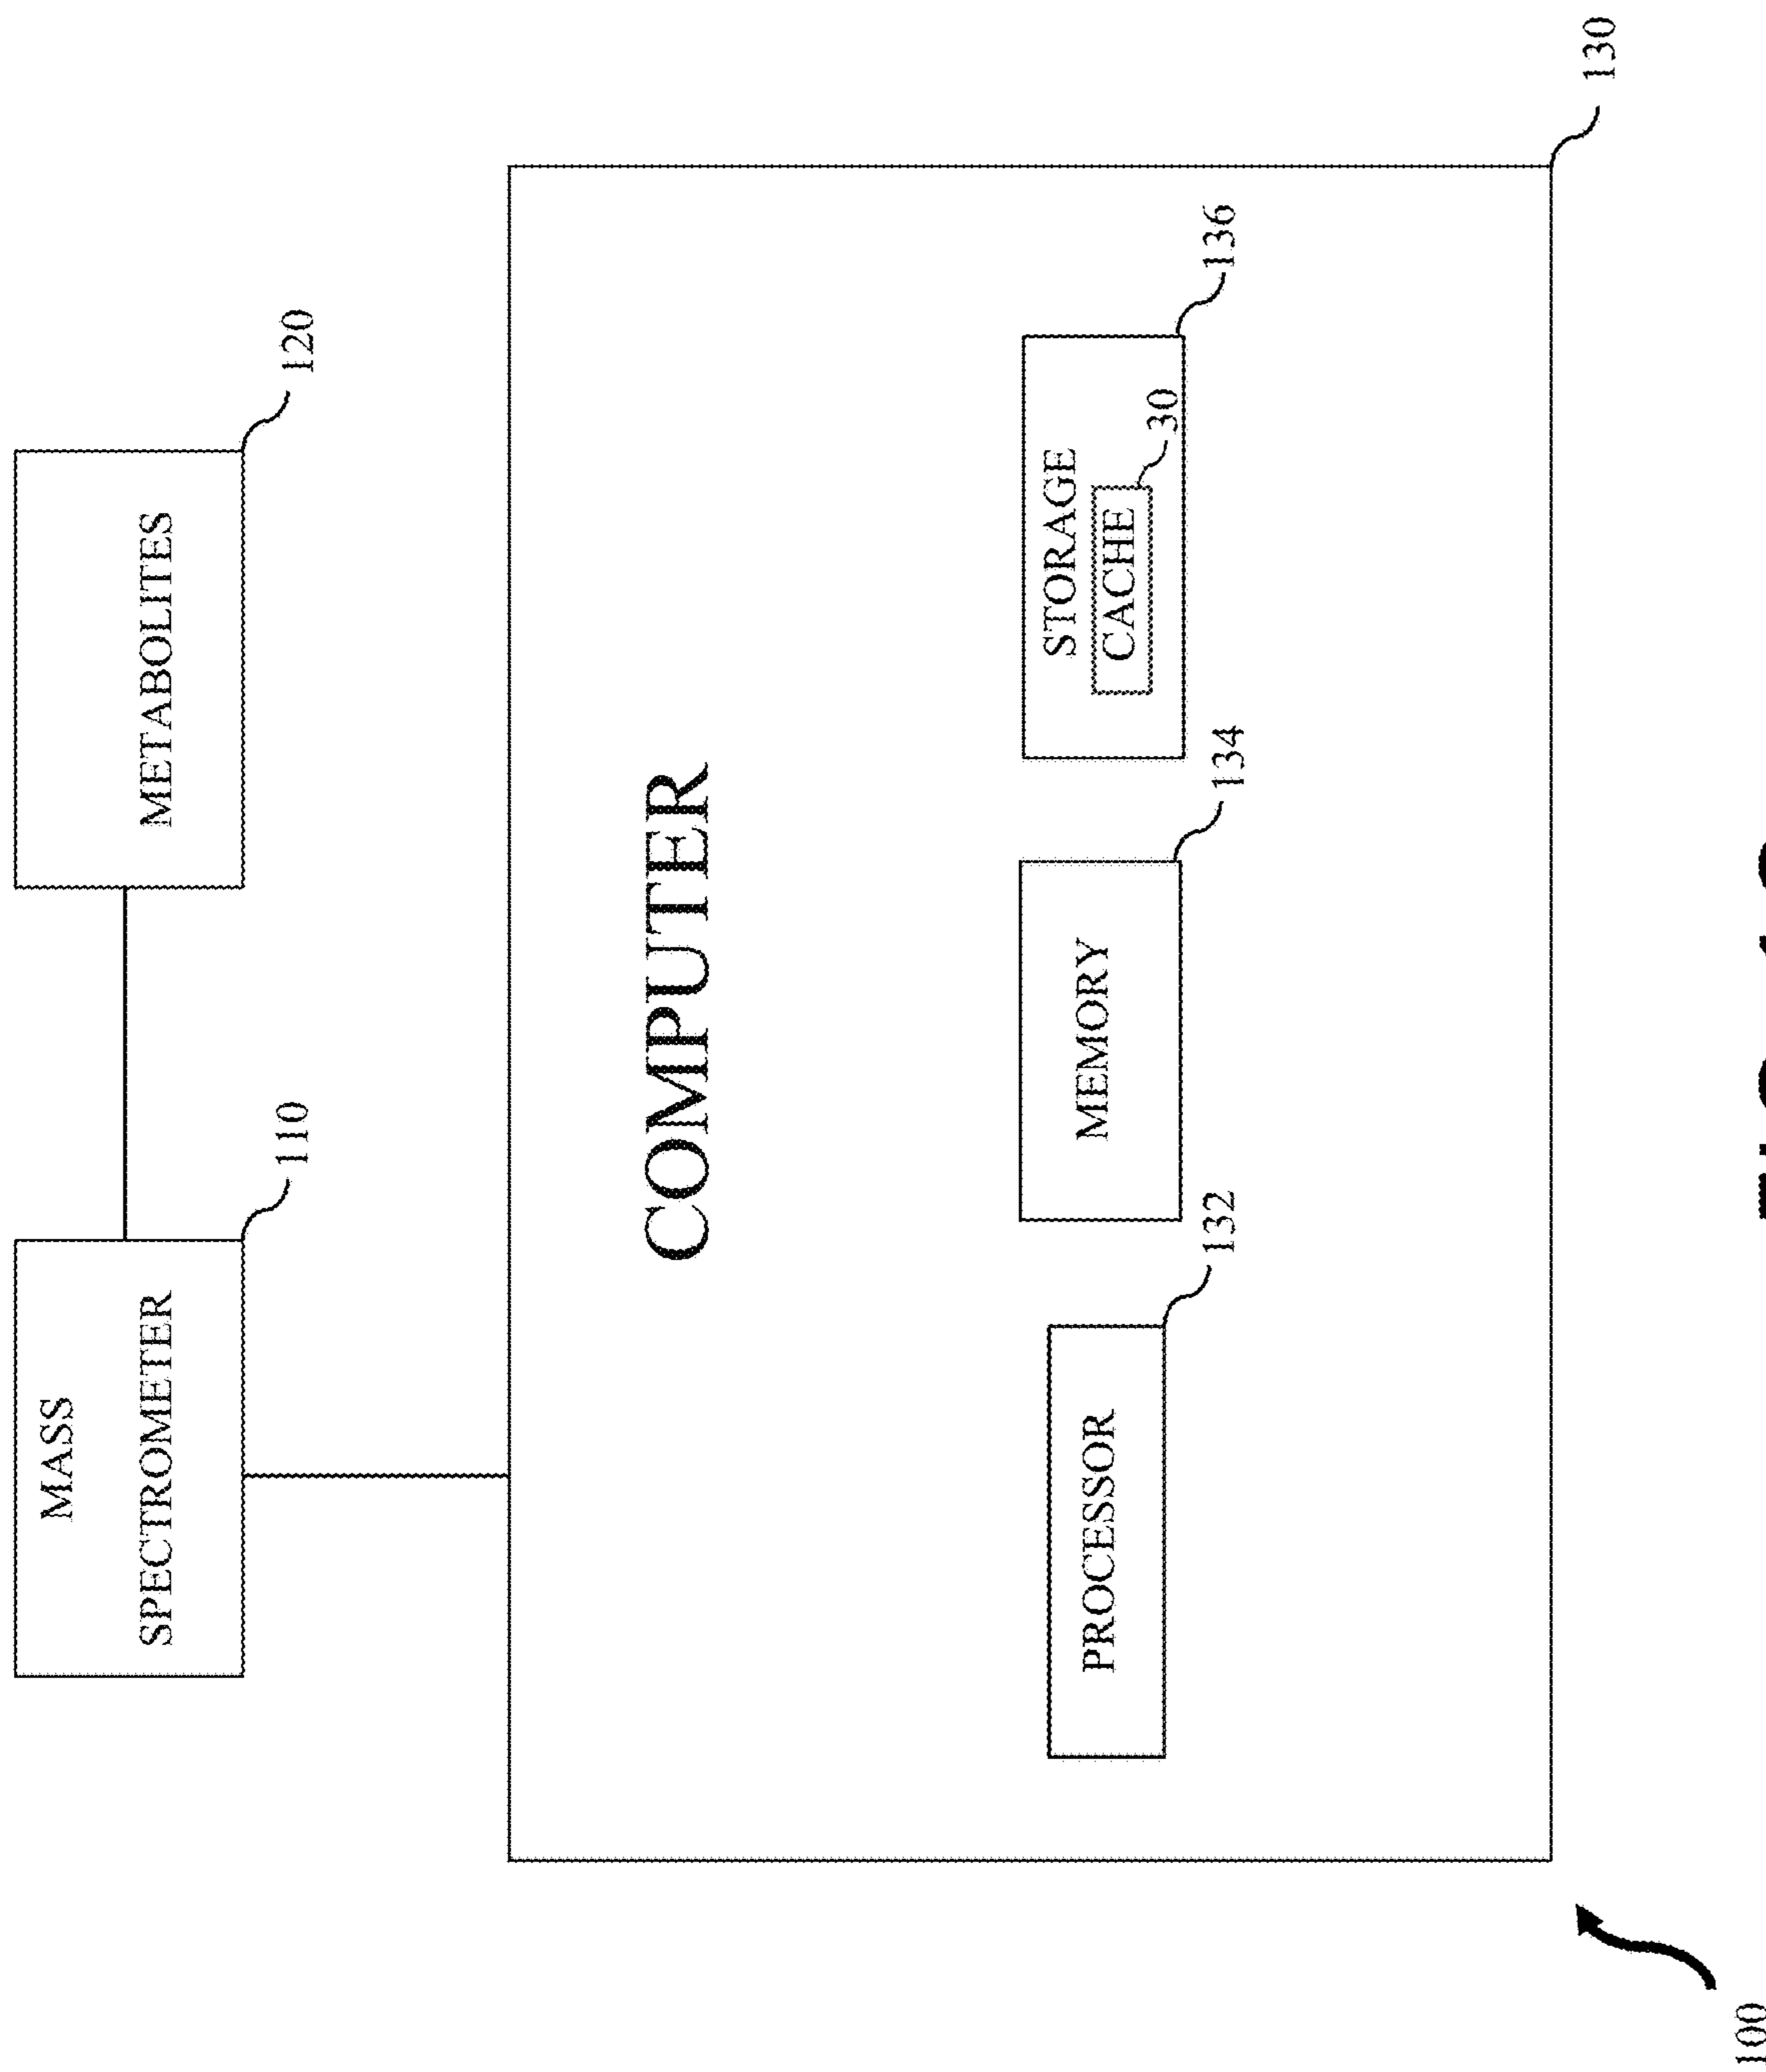 MASS
SPECTROMETER
METABOLITES
110
120
COMPUTER
PROCESSOR
MEMORY
STORAGE
CACHE
30
132
134
136
130
100